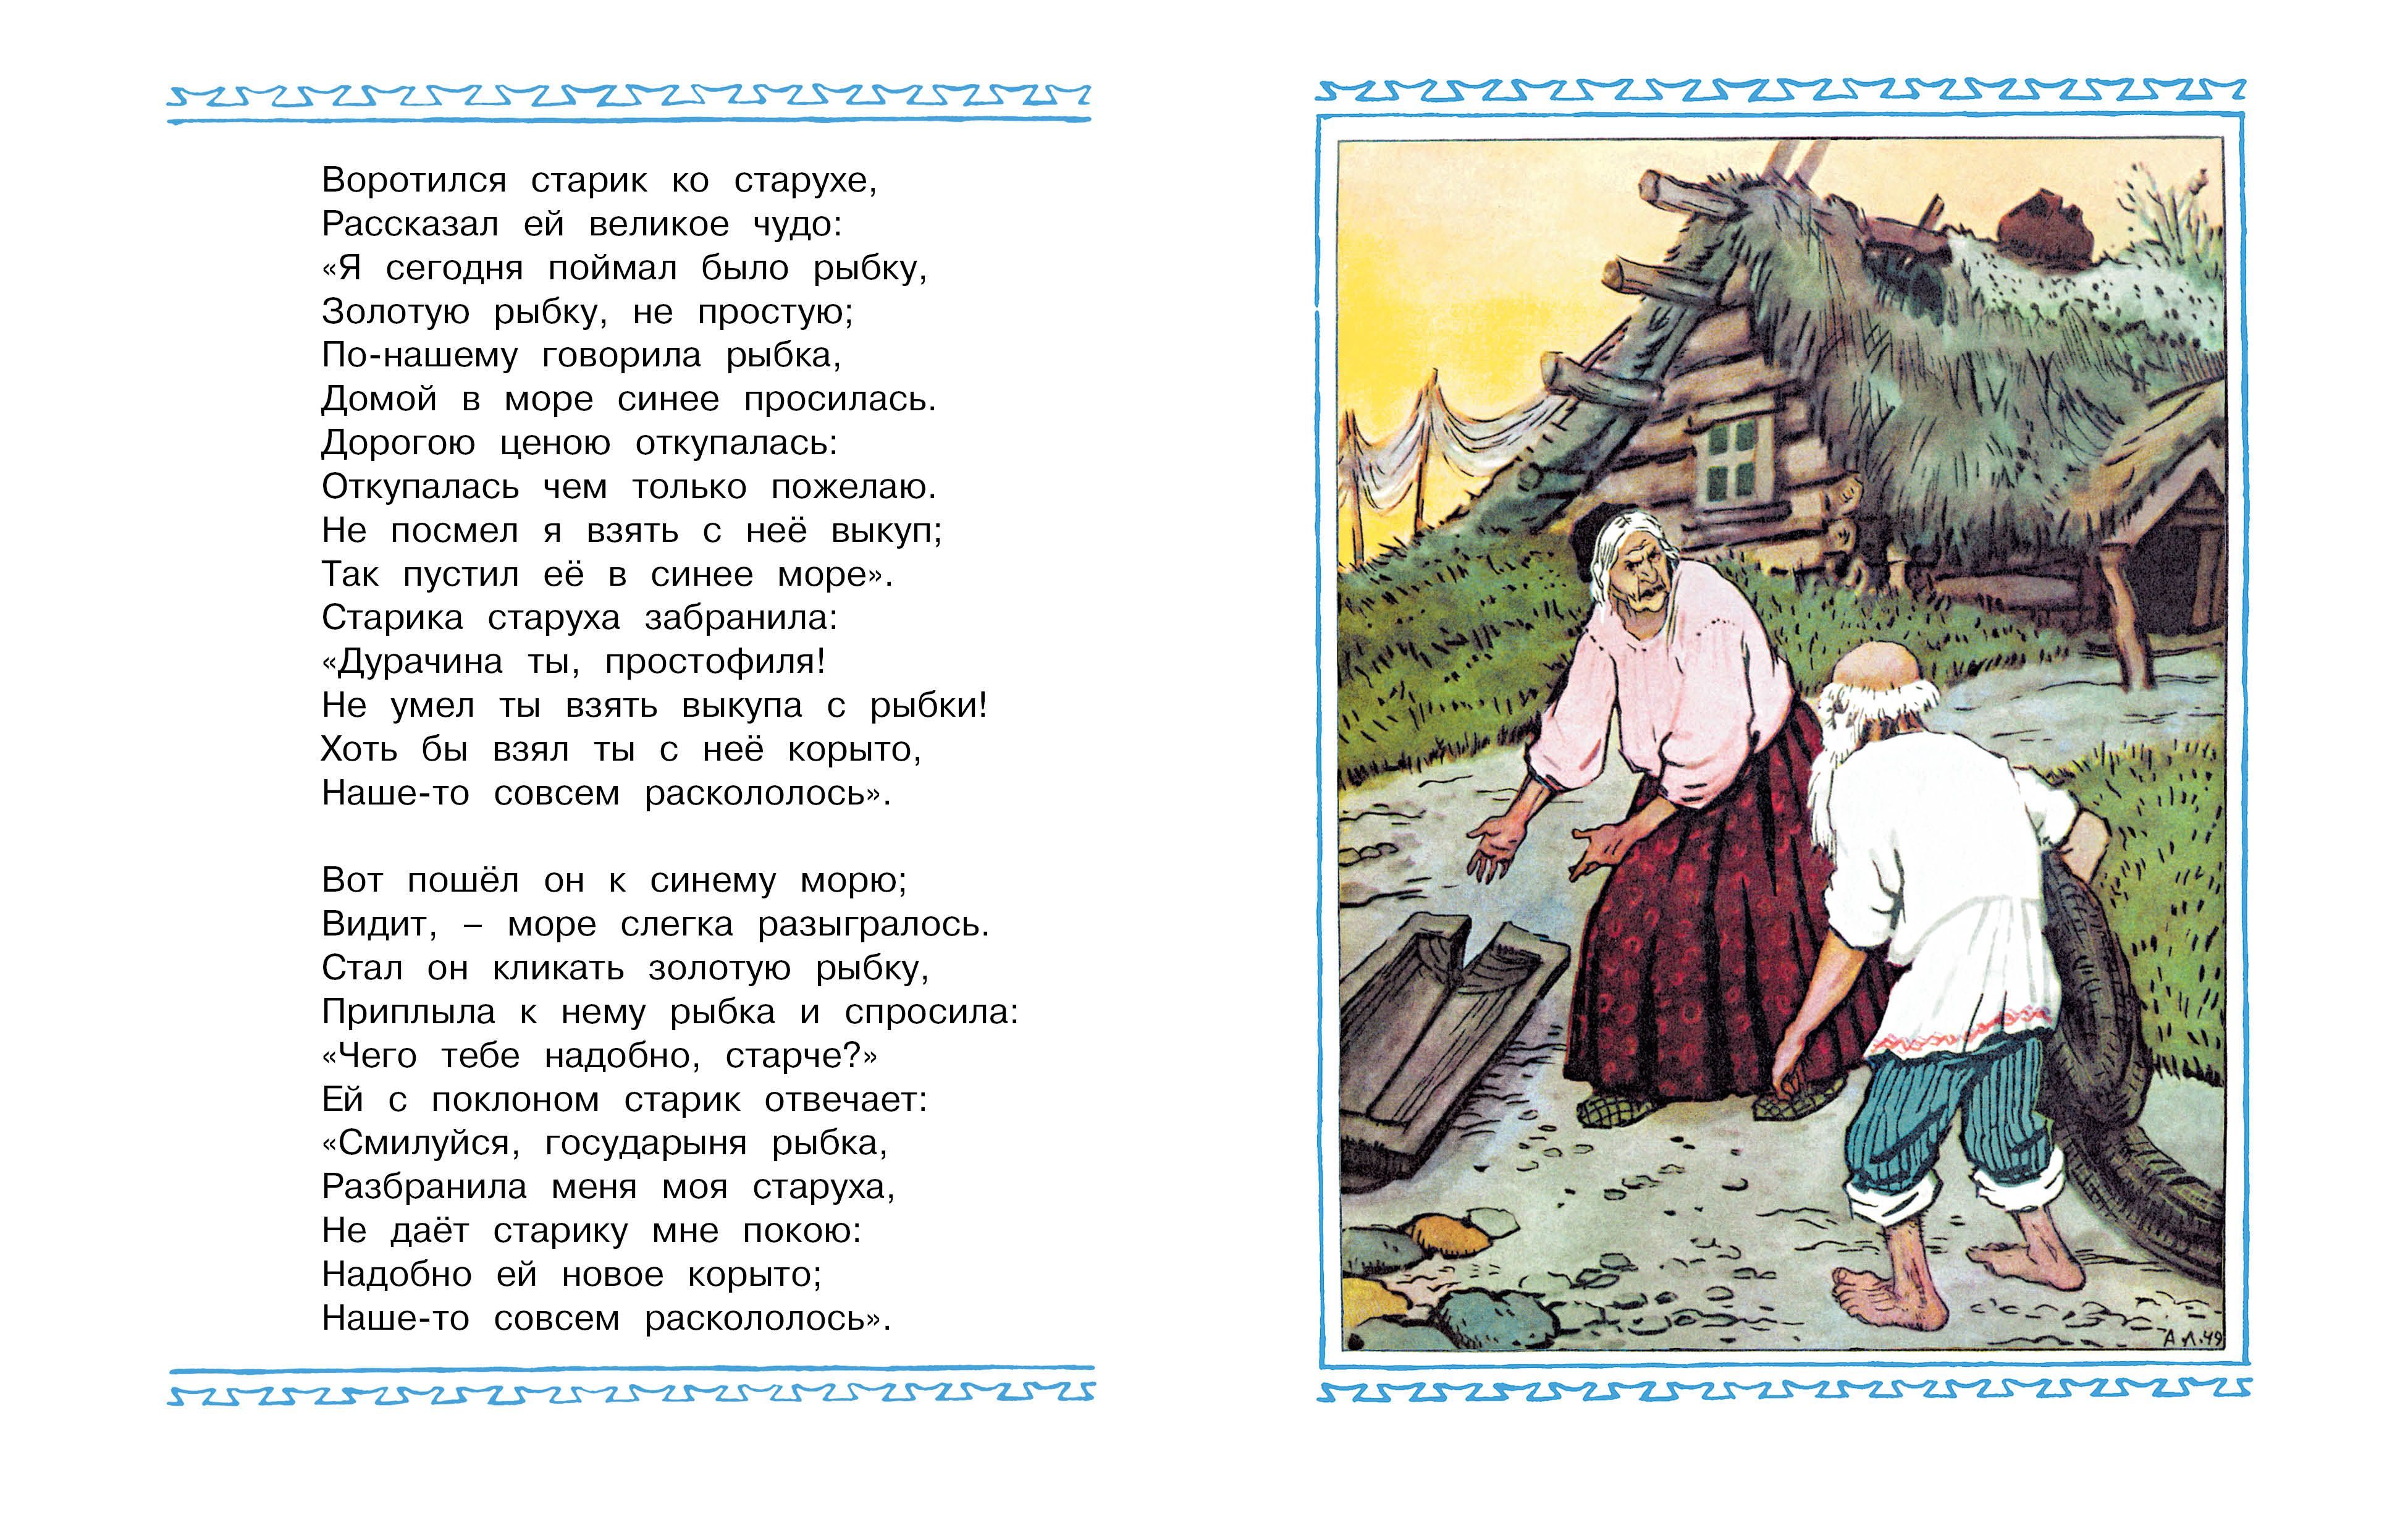 Воротился старик ко старухе,
Рассказал ей великое чудо:
«Я сегодня поймал было рыбку,
Золотую рыбку, не простую;
По-нашему говорила рыбка,
Домой в море синее просилась.
Дорогою ценою откупалась:
Откупалась чем только пожелаю.
Не посмел я взять с неё выкуп;
Так пустил её в синее море».
Старика старуха забранила:
«Дурачина ты, простофиля!
Не умел ты взять выкупа с рыбки!
Хоть бы взял ты с неё корыто,
Наше-то совсем раскололось».
Вот пошёл он к синему морю;
Видит, – море слегка разыгралось.
Стал он кликать золотую рыбку,
Приплыла к нему рыбка и спросила:
«Чего тебе надобно, старче?»
Ей с поклоном старик отвечает:
«Смилуйся, государыня рыбка,
Разбранила меня моя старуха,
Не даёт старику мне покою:
Надобно ей новое корыто;
Наше-то совсем раскололось».
А Л.49